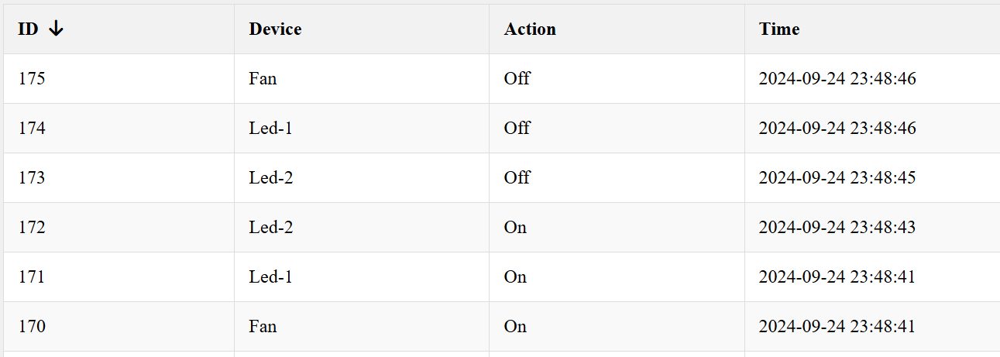 ID Device Action Time
175 Fan Off 2024-09-24 23:48:46
174 Led-1 Off 2024-09-24 23:48:46
173 Led-2 Off 2024-09-24 23:48:45
172 Led-2 On 2024-09-24 23:48:43
171 Led-1 On 2024-09-24 23:48:41
170 Fan On 2024-09-24 23:48:41